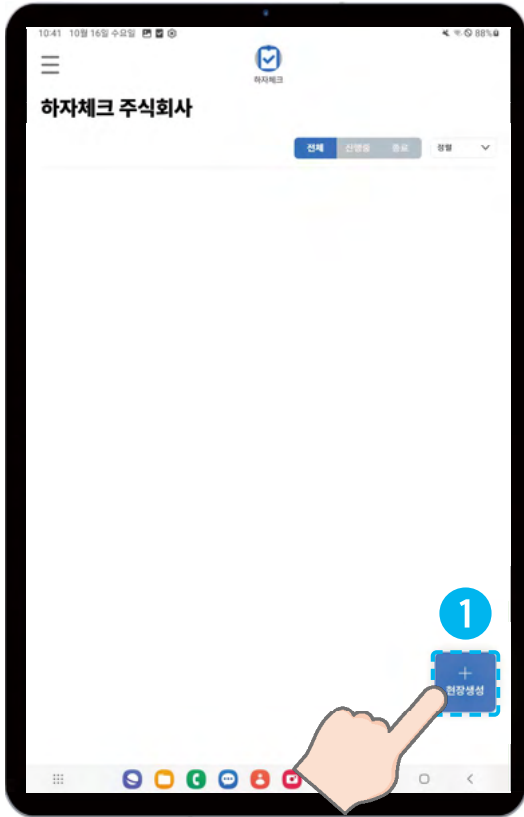 10:41 10월 16일 수요일
88%
하자체크
하자체크 주식회사
전체 진행중 종료 정렬
1
+
현장생성